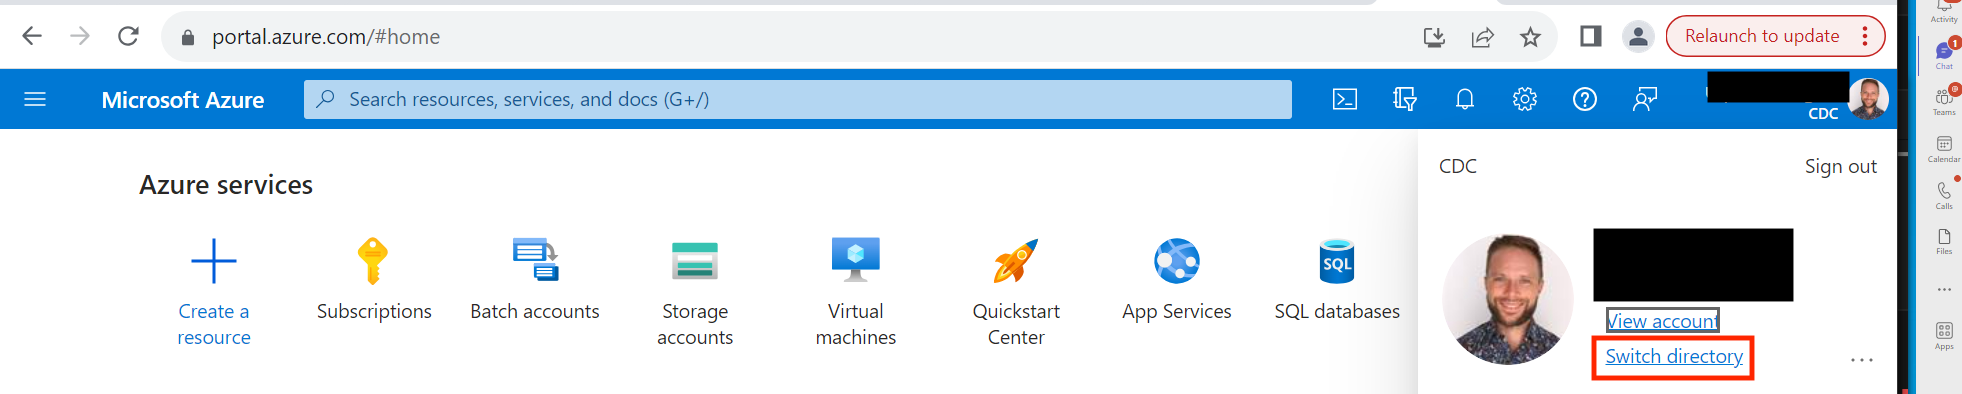 portal.azure.com/#home
Relaunch to update
Microsoft Azure
Search resources, services, and docs (G+/)
CDC
CDC
Sign out
Azure services
Create a
resource
Subscriptions
Batch accounts
Storage
accounts
Virtual
machines
Quickstart
Center
App Services
SQL
SQL databases
View account
Switch directory
Activity
1
Chat
@
Teams
Calendar
Calls
Files
Apps